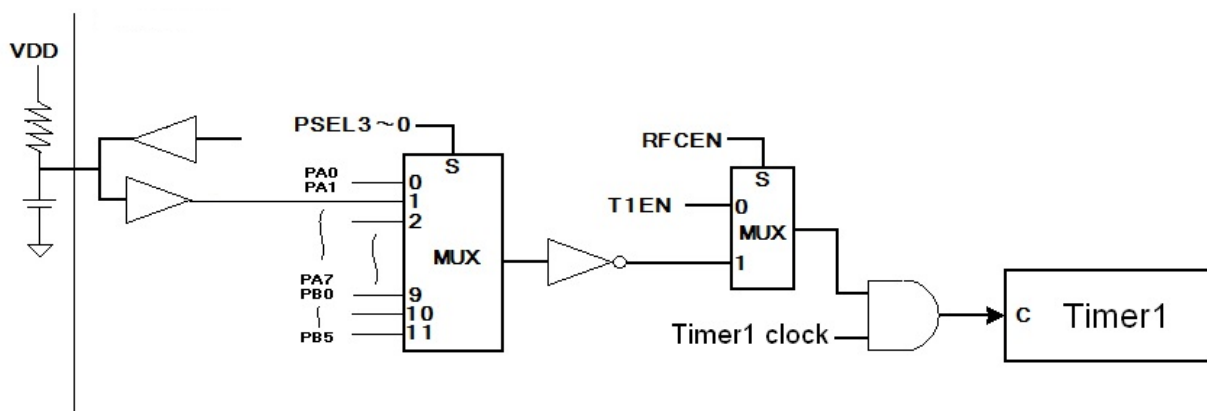 VDD
PSEL3~0
RFCEN
S
S
PA0
0
PA1
1
T1EN
0
2
MUX
MUX
1
PA7
PB0
9
10
PB5
11
Timer1 clock
C
Timer1